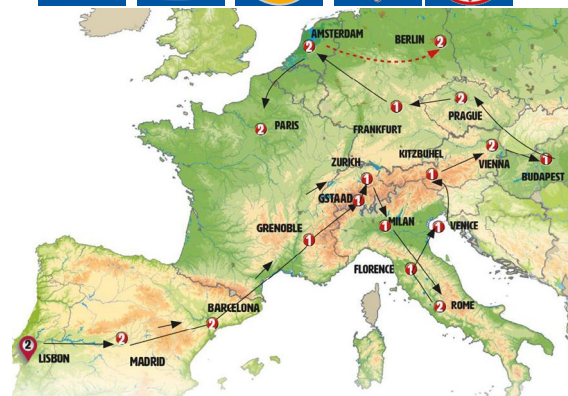 AMSTERDAM
2
BERLIN
2
2
PARIS
1
FRANKFURT
2
PRAGUE
ZURICH
1
GSTAAD
1
KITZBUHEL
1
2
VIENNA
1
BUDAPEST
GRENOBLE
1
MILAN
1
1
VENICE
FLORENCE
1
2
ROME
BARCELONA
2
2
MADRID
2
LISBON